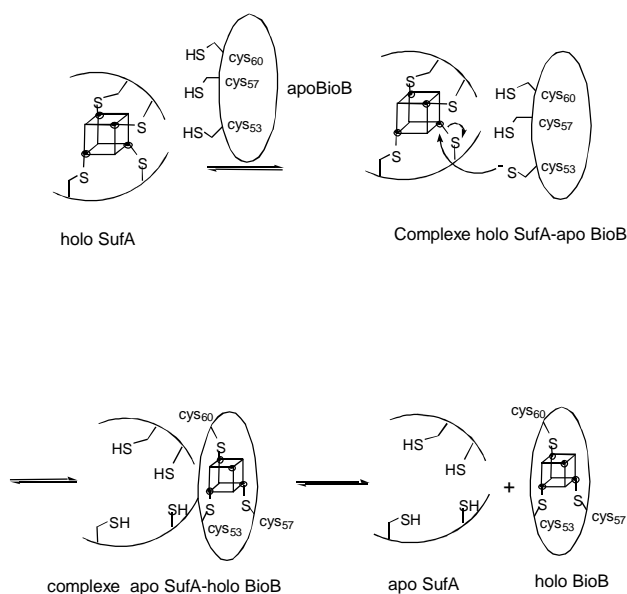 HS cys60
HS cys57 apoBioB
HS cys53
S
S
S
S
holo SufA
S
S
S
S
HS cys60
HS cys57
-
S cys53
Complexe holo SufA-apo BioB
cys60
HS
HS
SH
SH
S
S
S
cys53
cys57
complexe apo SufA-holo BioB
HS
HS
SH
SH
apo SufA
+
cys60
S
S
S
cys53
cys57
holo BioB